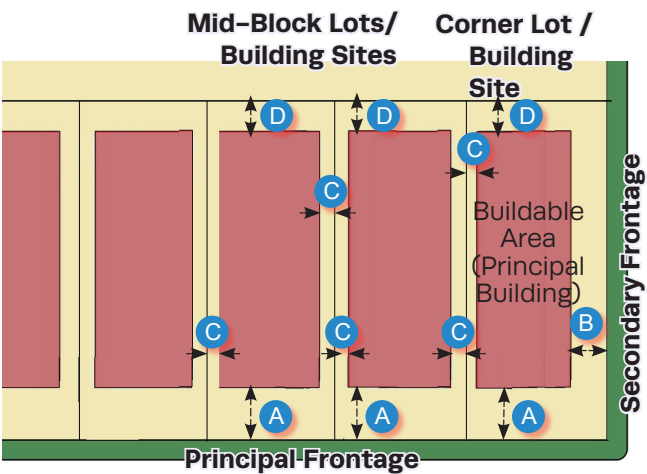 Mid-Block Lots/
Building Sites
Corner Lot /
Building
Site
D
D
D
C
C
Buildable
Area
(Principal
Building)
Secondary Frontage
B
C
C
C
A
A
A
Principal Frontage